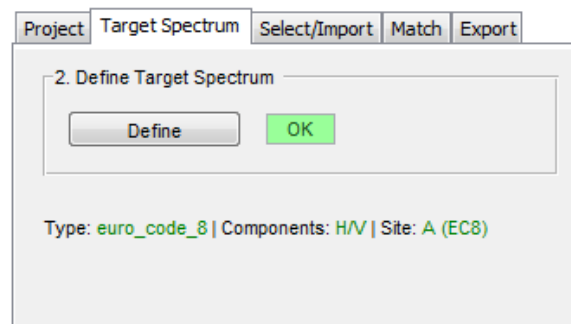 Project Target Spectrum Select/Import Match Export
2. Define Target Spectrum
Define OK
Type: euro_code_8 | Components: H/V | Site: A (EC8)